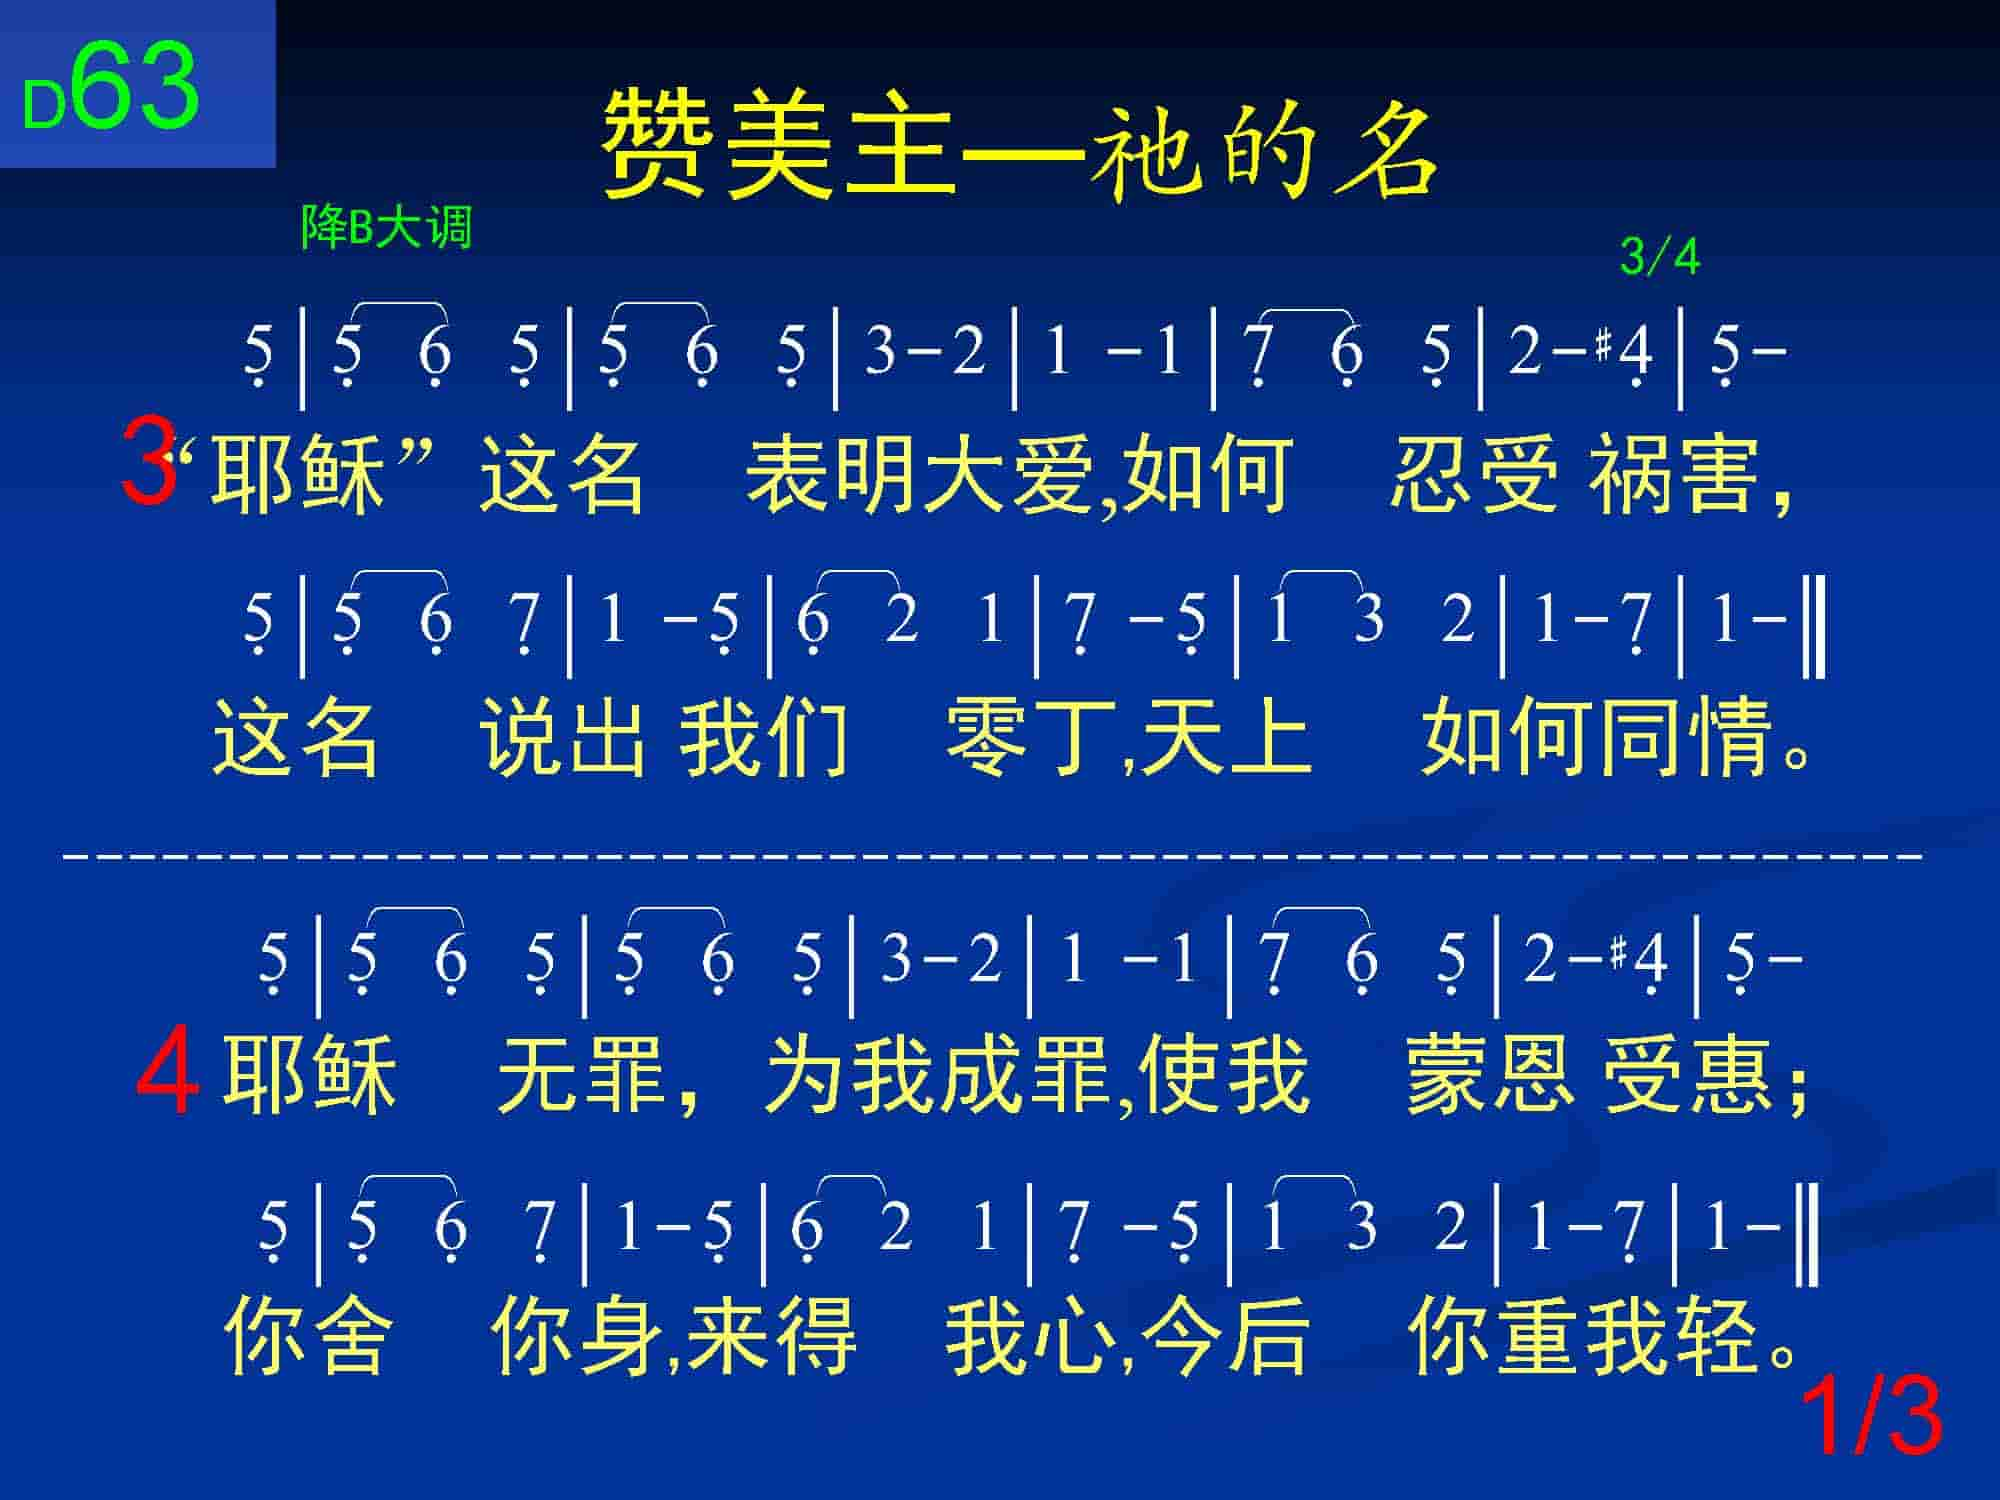 D63
赞美主—祂的名
降B大调
3/4
5̣ | 5̣ 6̣ 5̣ | 5̣ 6̣ 5̣ | 3-2 | 1 -1 | 7̣ 6̣ 5̣ | 2-#4̣ | 5̣-
3“耶稣”这名 表明大爱,如何 忍受 祸害，
5̣ | 5̣ 6̣ 7̣ | 1 -5̣ | 6̣ 2 1 | 7̣ -5̣ | 1 3 2 | 1-7̣ | 1- ‖
这名 说出 我们 零丁,天上 如何同情。
5̣ | 5̣ 6̣ 5̣ | 5̣ 6̣ 5̣ | 3-2 | 1 -1 | 7̣ 6̣ 5̣ | 2-#4̣ | 5̣-
4 耶稣 无罪，为我成罪,使我 蒙恩 受惠；
5̣ | 5̣ 6̣ 7̣ | 1-5̣ | 6̣ 2 1 | 7̣ -5̣ | 1 3 2 | 1-7̣ | 1- ‖
你舍 你身,来得 我心,今后 你重我轻。
1/3